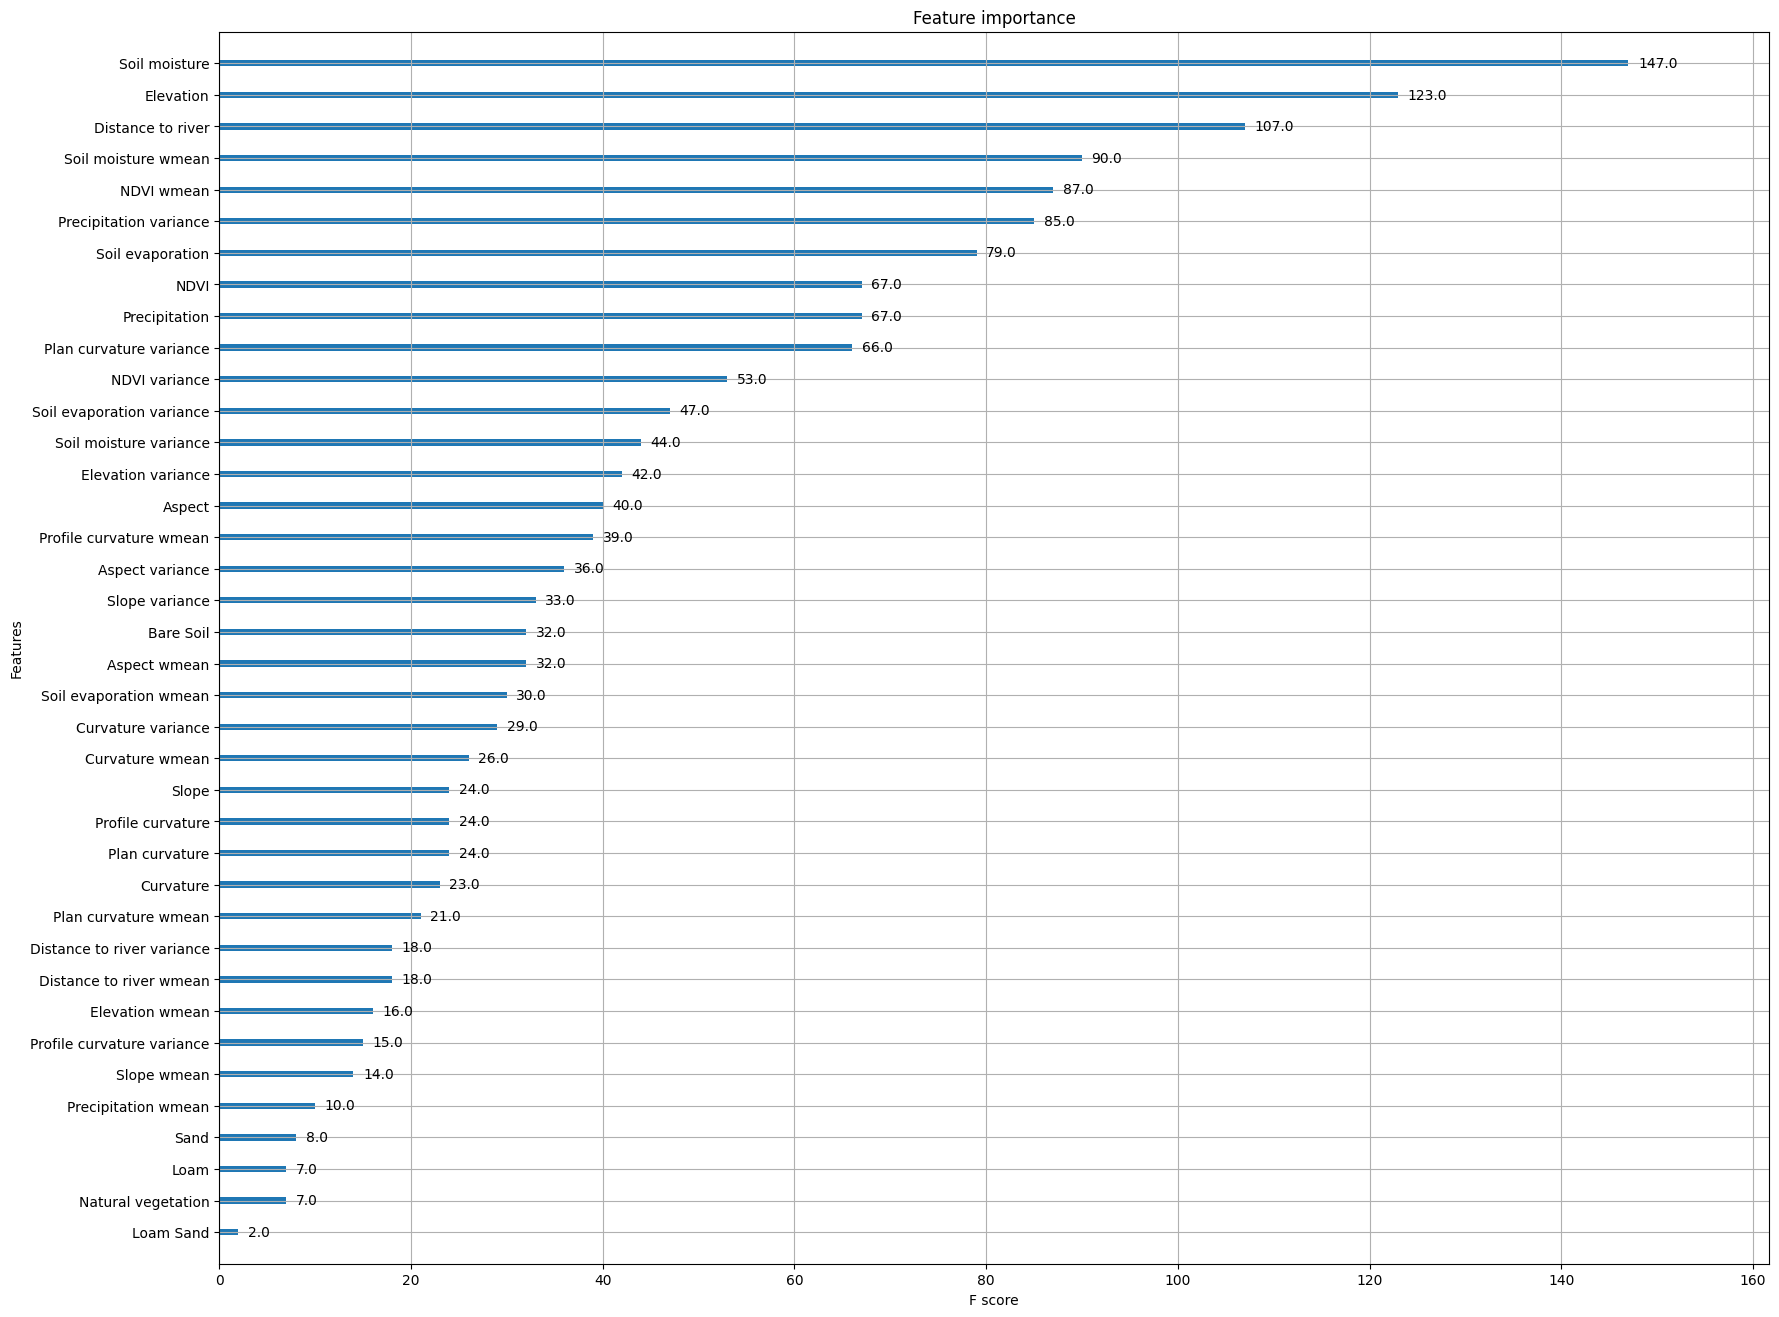 Feature importance
Soil moisture 147.0
Elevation 123.0
Distance to river 107.0
Soil moisture wmean 90.0
NDVI wmean 87.0
Precipitation variance 85.0
Soil evaporation 79.0
NDVI 67.0
Precipitation 67.0
Plan curvature variance 66.0
NDVI variance 53.0
Soil evaporation variance 47.0
Soil moisture variance 44.0
Elevation variance 42.0
Aspect 40.0
Profile curvature wmean 39.0
Aspect variance 36.0
Slope variance 33.0
Bare Soil 32.0
Aspect wmean 32.0
Soil evaporation wmean 30.0
Curvature variance 29.0
Curvature wmean 26.0
Slope 24.0
Profile curvature 24.0
Plan curvature 24.0
Curvature 23.0
Plan curvature wmean 21.0
Distance to river variance 18.0
Distance to river wmean 18.0
Elevation wmean 16.0
Profile curvature variance 15.0
Slope wmean 14.0
Precipitation wmean 10.0
Sand 8.0
Loam 7.0
Natural vegetation 7.0
Loam Sand 2.0
Features
0 20 40 60 80 100 120 140 160
F score